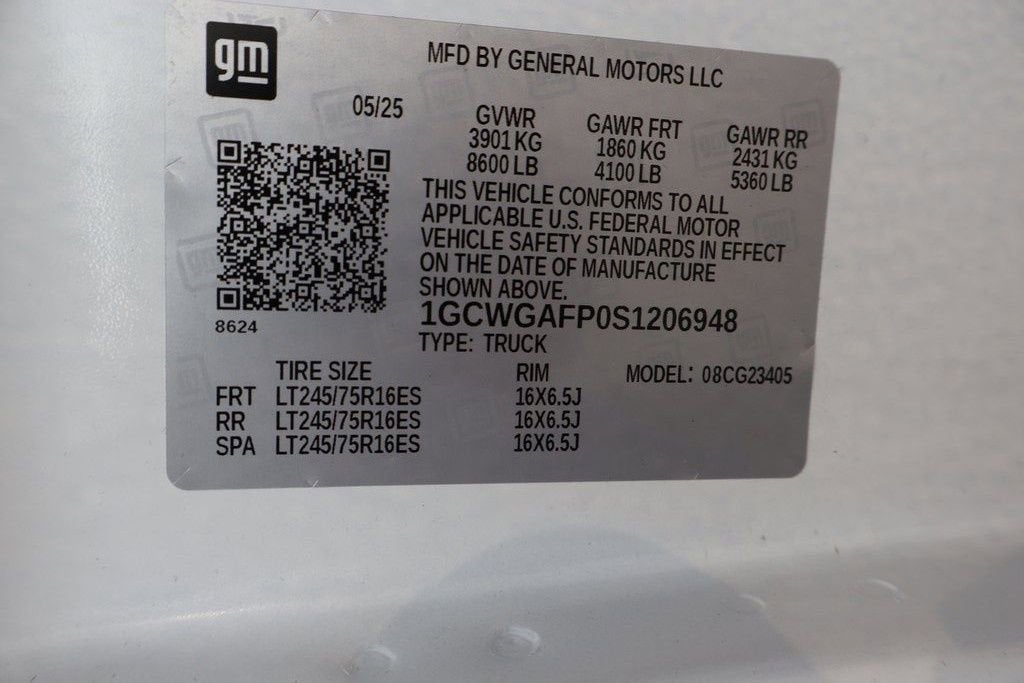 gm
MFD BY GENERAL MOTORS LLC
05/25
GVWR GAWR FRT GAWR RR
3901 KG 1860 KG 2431 KG
8600 LB 4100 LB 5360 LB
THIS VEHICLE CONFORMS TO ALL
APPLICABLE U.S. FEDERAL MOTOR
VEHICLE SAFETY STANDARDS IN EFFECT
ON THE DATE OF MANUFACTURE
SHOWN ABOVE.
8624
1GCWGAFP0S1206948
TYPE: TRUCK
TIRE SIZE RIM MODEL: 08CG23405
FRT LT245/75R16ES 16X6.5J
RR LT245/75R16ES 16X6.5J
SPA LT245/75R16ES 16X6.5J